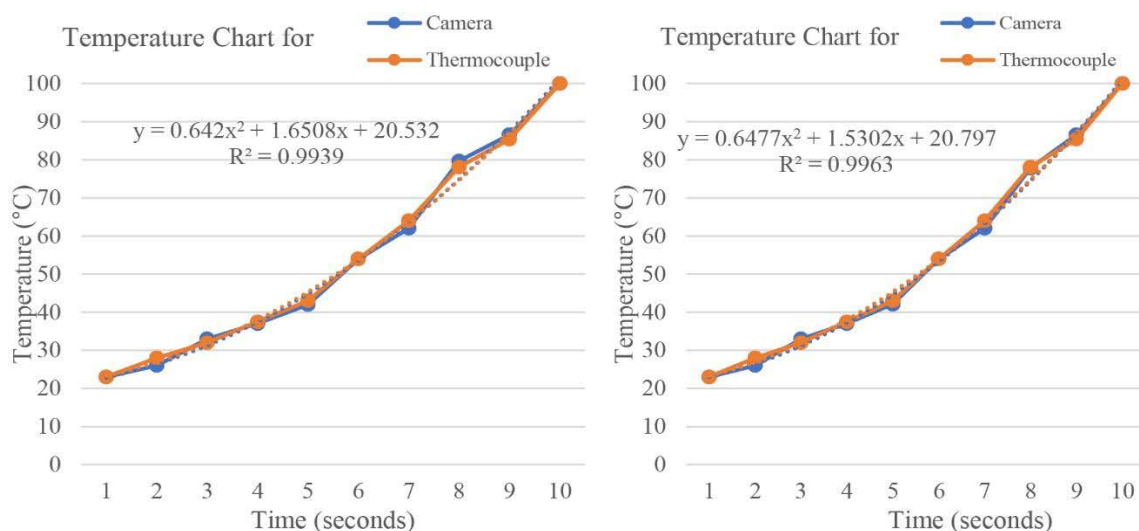 Temperature Chart for
Camera
Thermocouple
100
90
80
70
60
50
40
30
20
10
0
Temperature (°C)
y = 0.642x² + 1.6508x + 20.532
R² = 0.9939
1 2 3 4 5 6 7 8 9 10
Time (seconds)
Temperature Chart for
Camera
Thermocouple
100
90
80
70
60
50
40
30
20
10
0
Temperature (°C)
y = 0.6477x² + 1.5302x + 20.797
R² = 0.9963
1 2 3 4 5 6 7 8 9 10
Time (seconds)